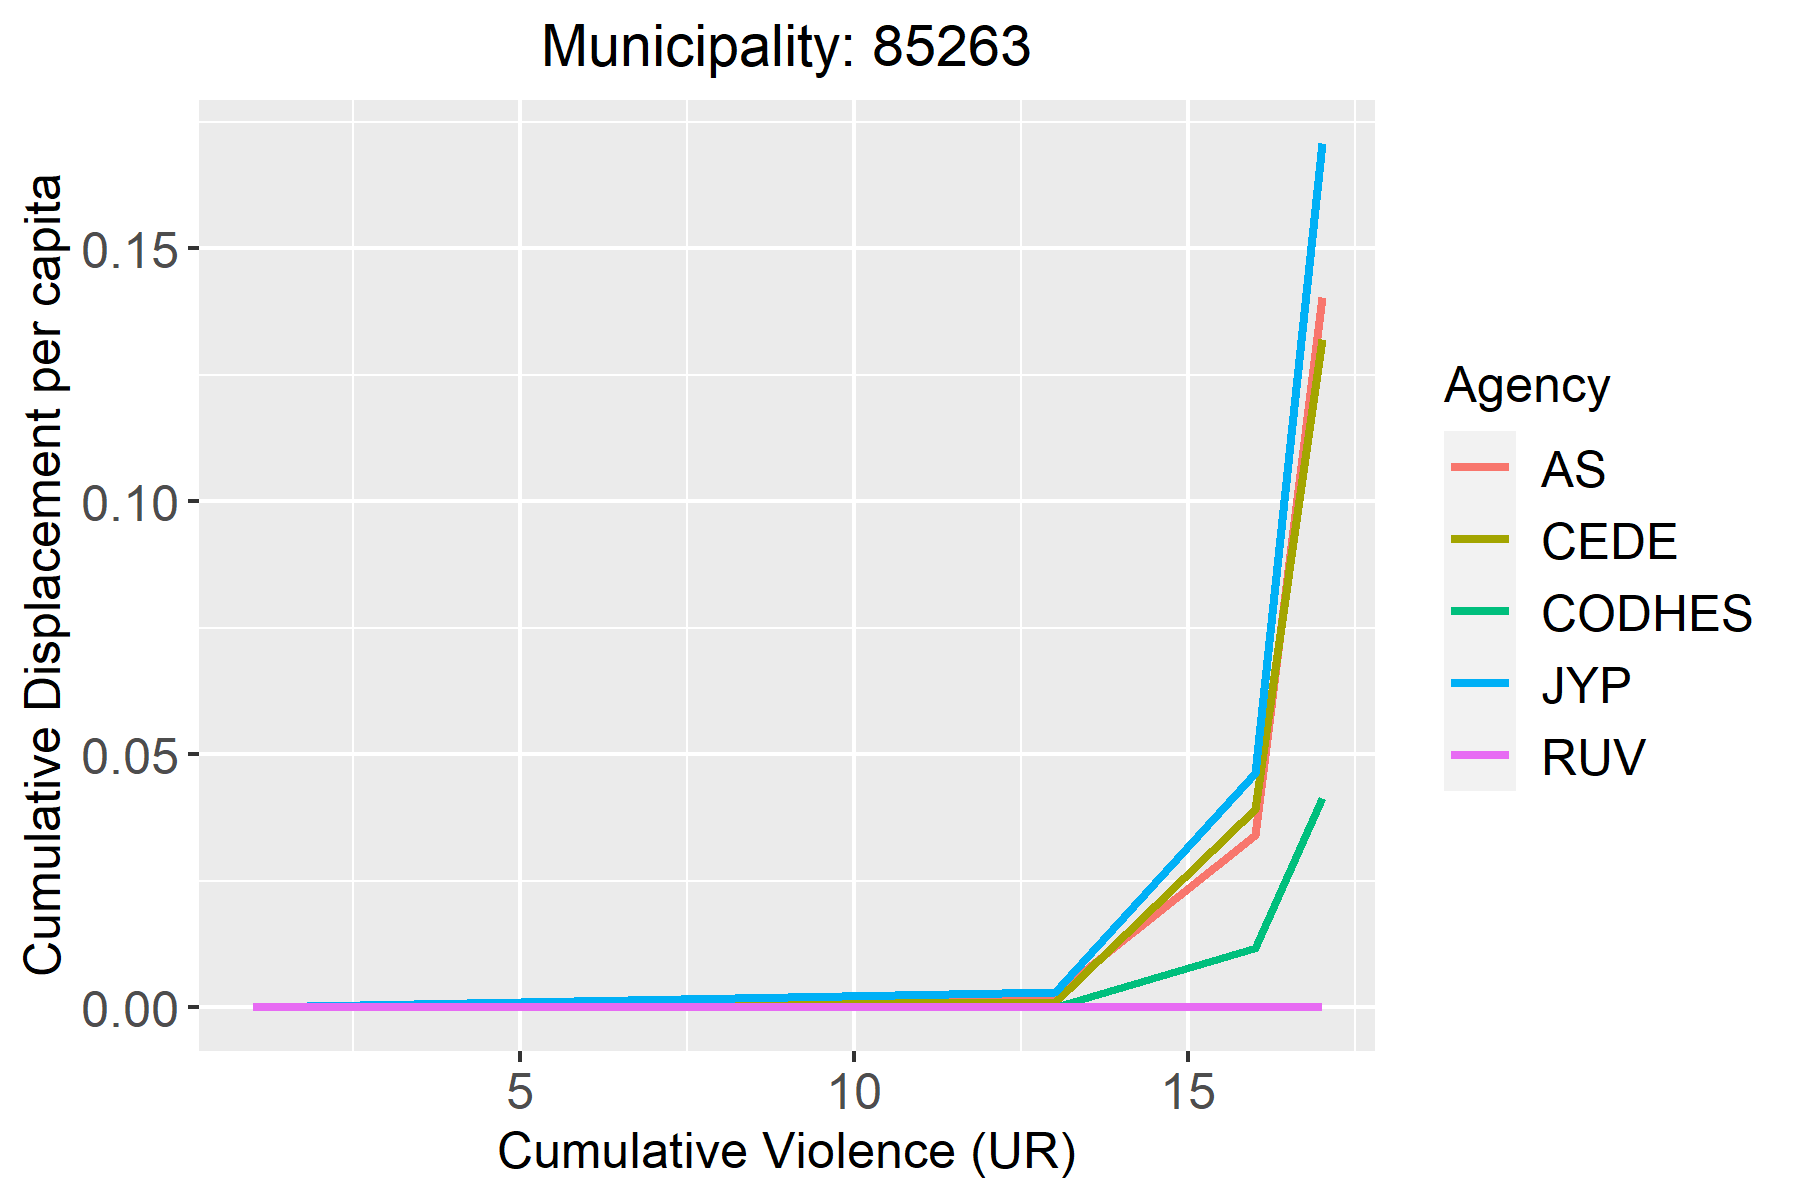 Municipality: 85263
Cumulative Displacement per capita
0.15
0.10
0.05
0.00
5
10
15
Cumulative Violence (UR)
Agency
AS
CEDE
CODHES
JYP
RUV